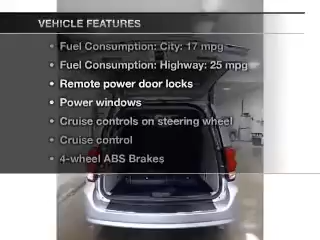 VEHICLE FEATURES
• Fuel Consumption: City: 17 mpg
• Fuel Consumption: Highway: 25 mpg
• Remote power door locks
• Power windows
• Cruise controls on steering wheel
• Cruise control
• 4-wheel ABS Brakes